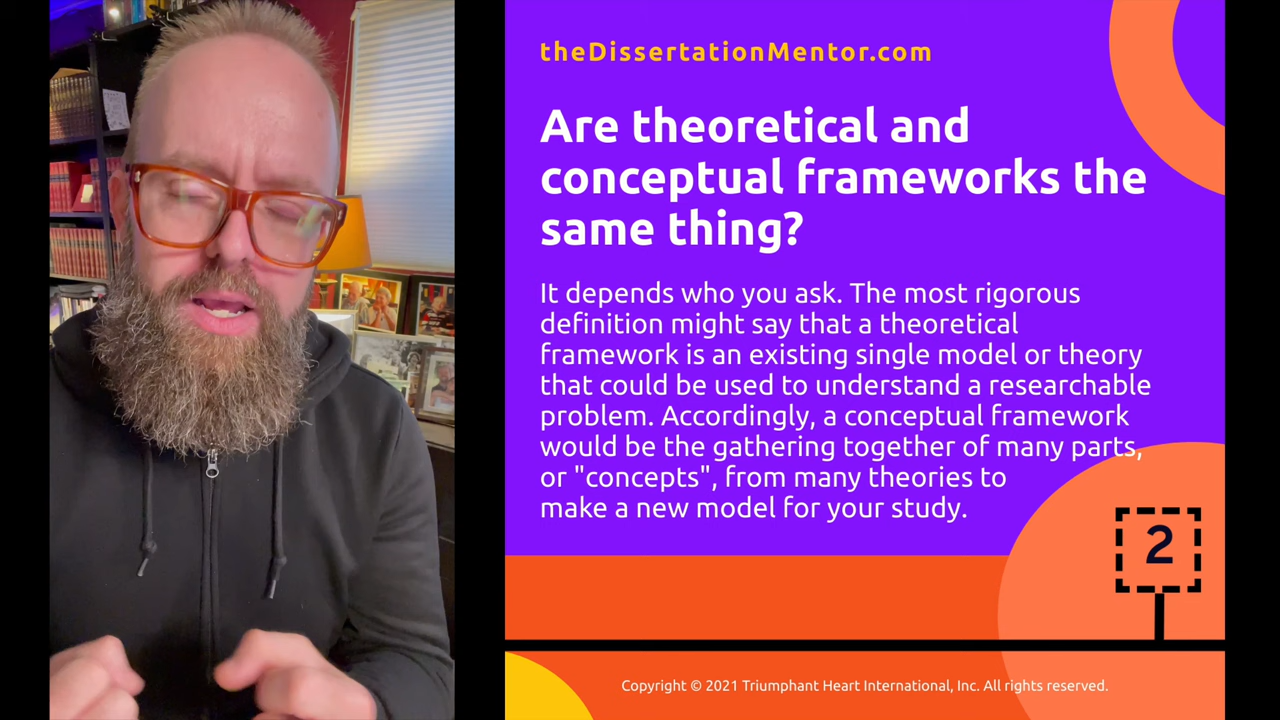 theDissertationMentor.com
Are theoretical and
conceptual frameworks the
same thing?
It depends who you ask. The most rigorous
definition might say that a theoretical
framework is an existing single model or theory
that could be used to understand a researchable
problem. Accordingly, a conceptual framework
would be the gathering together of many parts,
or "concepts", from many theories to
make a new model for your study.
2
Copyright © 2021 Triumphant Heart International, Inc. All rights reserved.